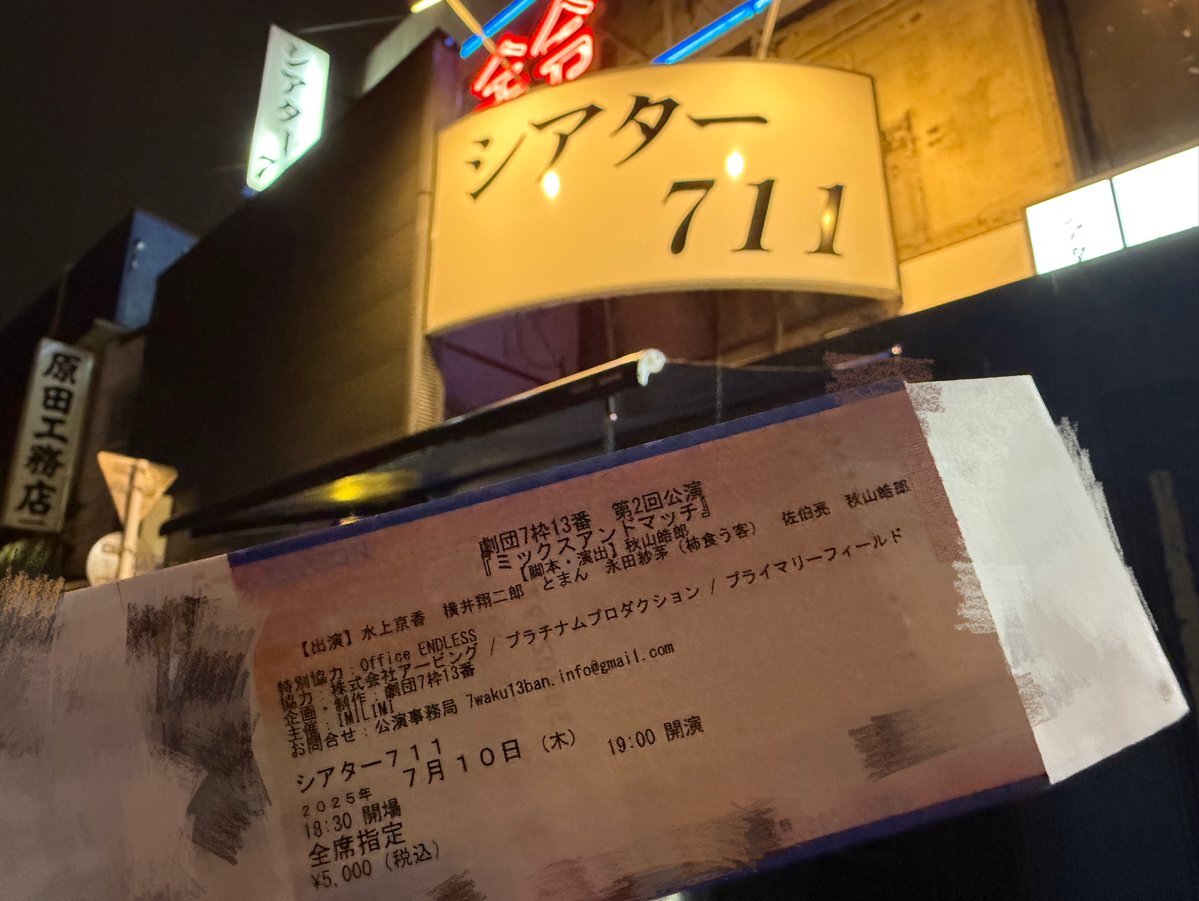 シアター7
シアター
711
原田工務店
劇団7枠13番 第2回公演
『ミックスアンドマッチ』
【脚本・演出】秋山皓郎
【出演】水上京香 横井翔二郎 とまん 永田紗茅（柿食う客） 佐伯亮 秋山皓郎
特別協力：Office ENDLESS
協力：株式会社アービング / プラチナムプロダクション / プライマリーフィールド
企画・制作：劇団7枠13番
主催：IMILIMI
お問合せ：公演事務局 7waku13ban.info@gmail.com
シアター７１１
２０２５年 ７月１０日（木） 19:00 開演
18:30 開場
全席指定
¥5,000（税込）